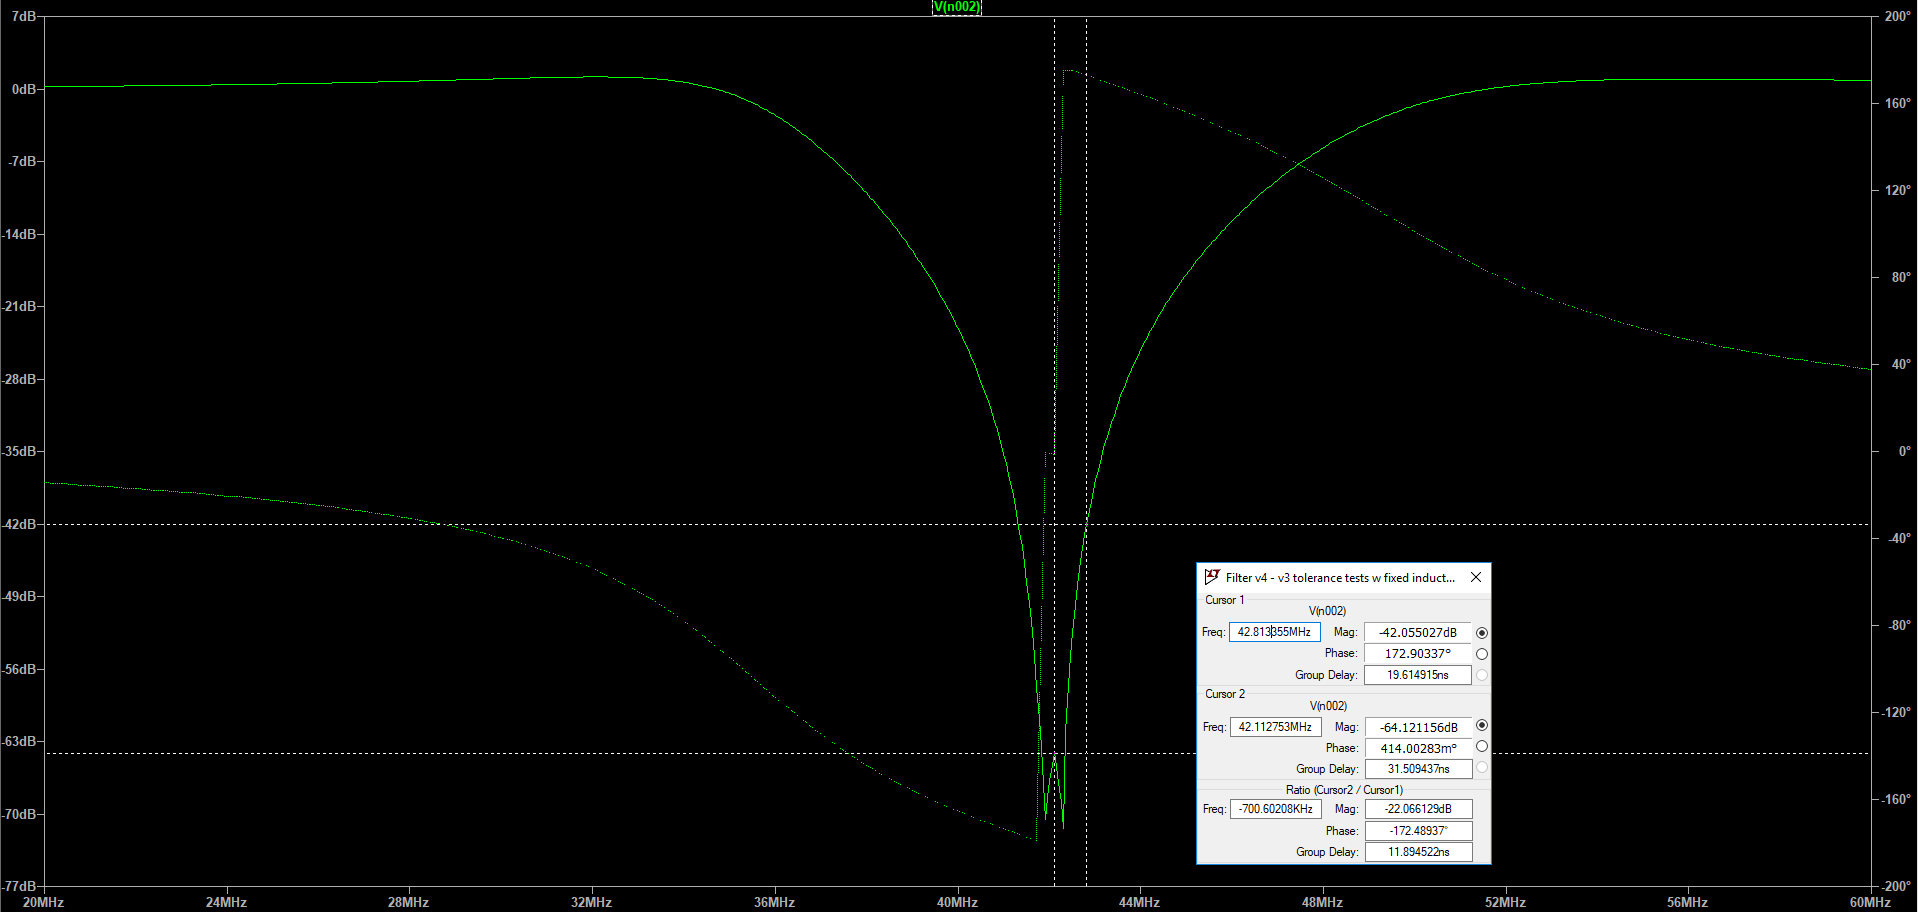 V(n002)
7dB
0dB
-7dB
-14dB
-21dB
-28dB
-35dB
-42dB
-49dB
-56dB
-63dB
-70dB
-77dB
200°
160°
120°
80°
40°
0°
-40°
-80°
-120°
-160°
-200°
20MHz 24MHz 28MHz 32MHz 36MHz 40MHz 44MHz 48MHz 52MHz 56MHz 60MHz
Filter v4 - v3 tolerance tests w fixed induct...
Cursor 1
V(n002)
Freq: 42.813355MHz Mag: -42.055027dB
Phase: 172.90337°
Group Delay: 19.614915ns
Cursor 2
V(n002)
Freq: 42.112753MHz Mag: -64.121156dB
Phase: 414.00283m°
Group Delay: 31.509437ns
Ratio (Cursor2 / Cursor1)
Freq: -700.60208KHz Mag: -22.066129dB
Phase: -172.48937°
Group Delay: 11.894522ns